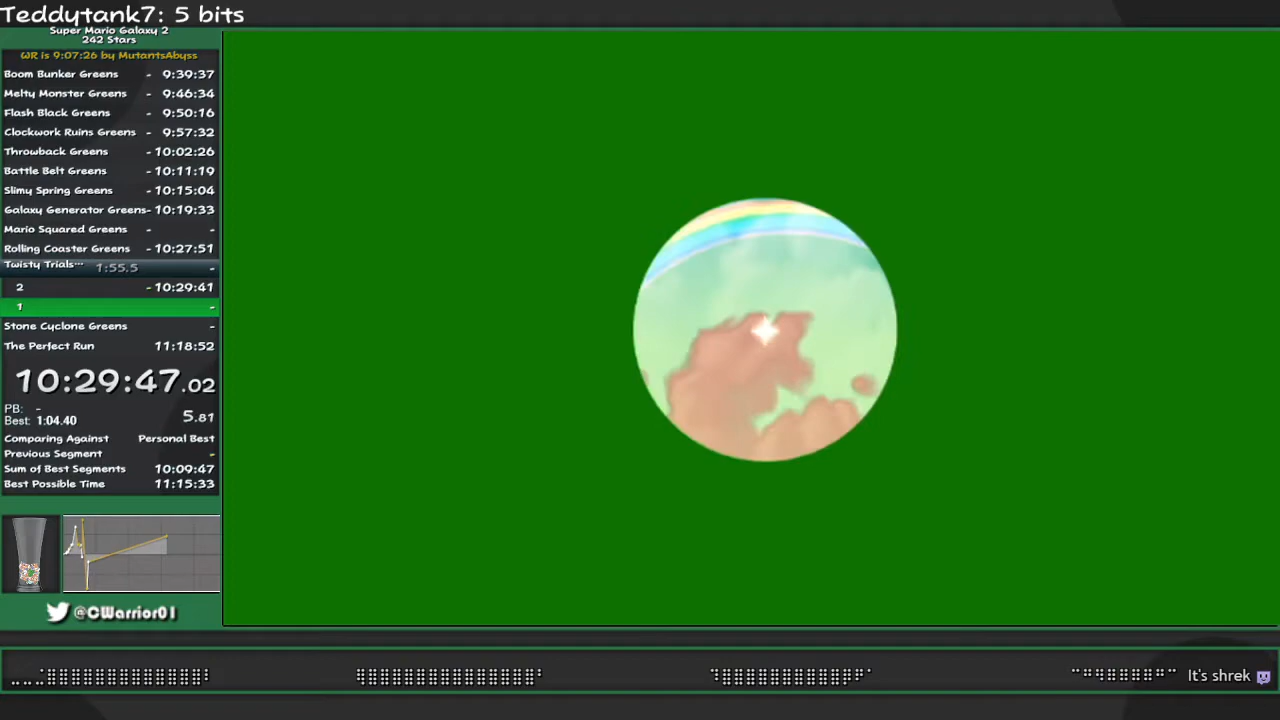 Teddytank7: 5 bits
Super Mario Galaxy 2
242 Stars
WR is 9:07:26 by MutantsAbyss
Boom Bunker Greens - 9:39:37
Melty Monster Greens - 9:46:34
Flash Black Greens - 9:50:16
Clockwork Ruins Greens - 9:57:32
Throwback Greens - 10:02:26
Battle Belt Greens - 10:11:19
Slimy Spring Greens - 10:15:04
Galaxy Generator Greens - 10:19:33
Mario Squared Greens - -
Rolling Coaster Greens - 10:27:51
Twisty Trials... 1:55.5 -
2 - 10:29:41
1 -
Stone Cyclone Greens -
The Perfect Run 11:18:52
10:29:47.02
PB: -
Best: 1:04.40 5.81
Comparing Against Personal Best
Previous Segment -
Sum of Best Segments 10:09:47
Best Possible Time 11:15:33
@CWarrior01
It's shrek